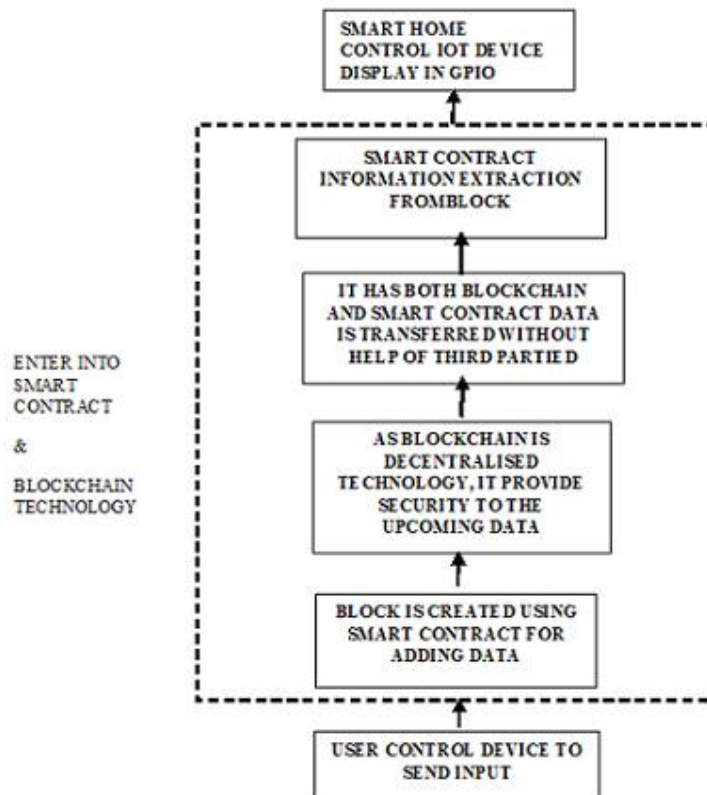 SMART HOME
CONTROL IOT DEVICE
DISPLAY IN GPIO
SMART CONTRACT
INFORMATION EXTRACTION
FROMBLOCK
IT HAS BOTH BLOCKCHAIN
AND SMART CONTRACT DATA
IS TRANSFERRED WITHOUT
HELP OF THIRD PARTIED
ENTER INTO
SMART
CONTRACT
&
BLOCKCHAIN
TECHNOLOGY
AS BLOCKCHAIN IS
DECENTRALISED
TECHNOLOGY, IT PROVIDE
SECURITY TO THE
UPCOMING DATA
BLOCK IS CREATED USING
SMART CONTRACT FOR
ADDING DATA
USER CONTROL DEVICE TO
SEND INPUT